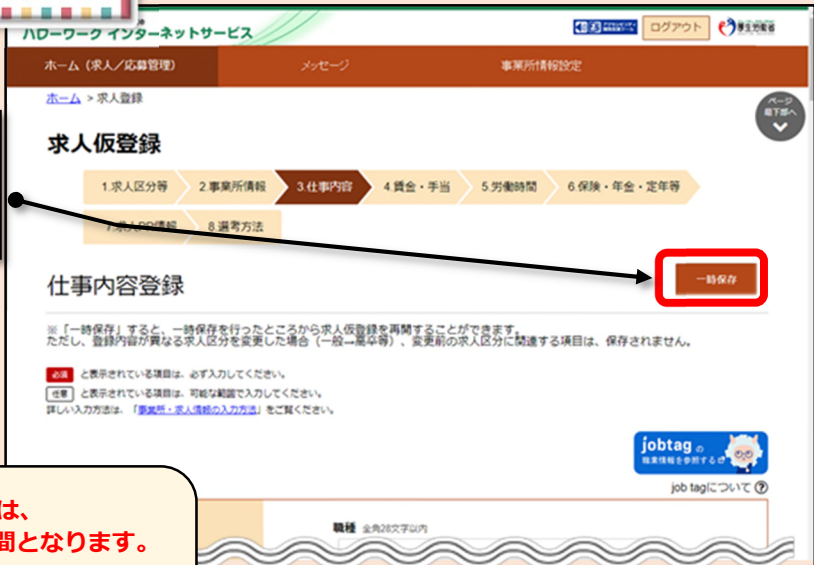 ハローワーク インターネットサービス
ログアウト
厚生労働省
ホーム（求人／応募管理）
メッセージ
事業所情報設定
ホーム > 求人登録
ページ
最下部へ
求人仮登録
1.求人区分等
2.事業所情報
3.仕事内容
4.賃金・手当
5.労働時間
6.保険・年金・定年等
7.求人PR情報
8.選考方法
一時保存
仕事内容登録
※「一時保存」すると、一時保存を行ったところから求人仮登録を再開することができます。
ただし、登録内容が異なる求人区分を変更した場合（一般→高卒等）、変更前の求人区分に関連する項目は、保存されません。
必須 と表示されている項目は、必ず入力してください。
任意 と表示されている項目は、可能な範囲で入力してください。
詳しい入力方法は、「事業所・求人情報の入力方法」をご覧ください。
jobtag の
職業情報を参照する
job tagについて ?
は、
間となります。
職種 全角28文字以内